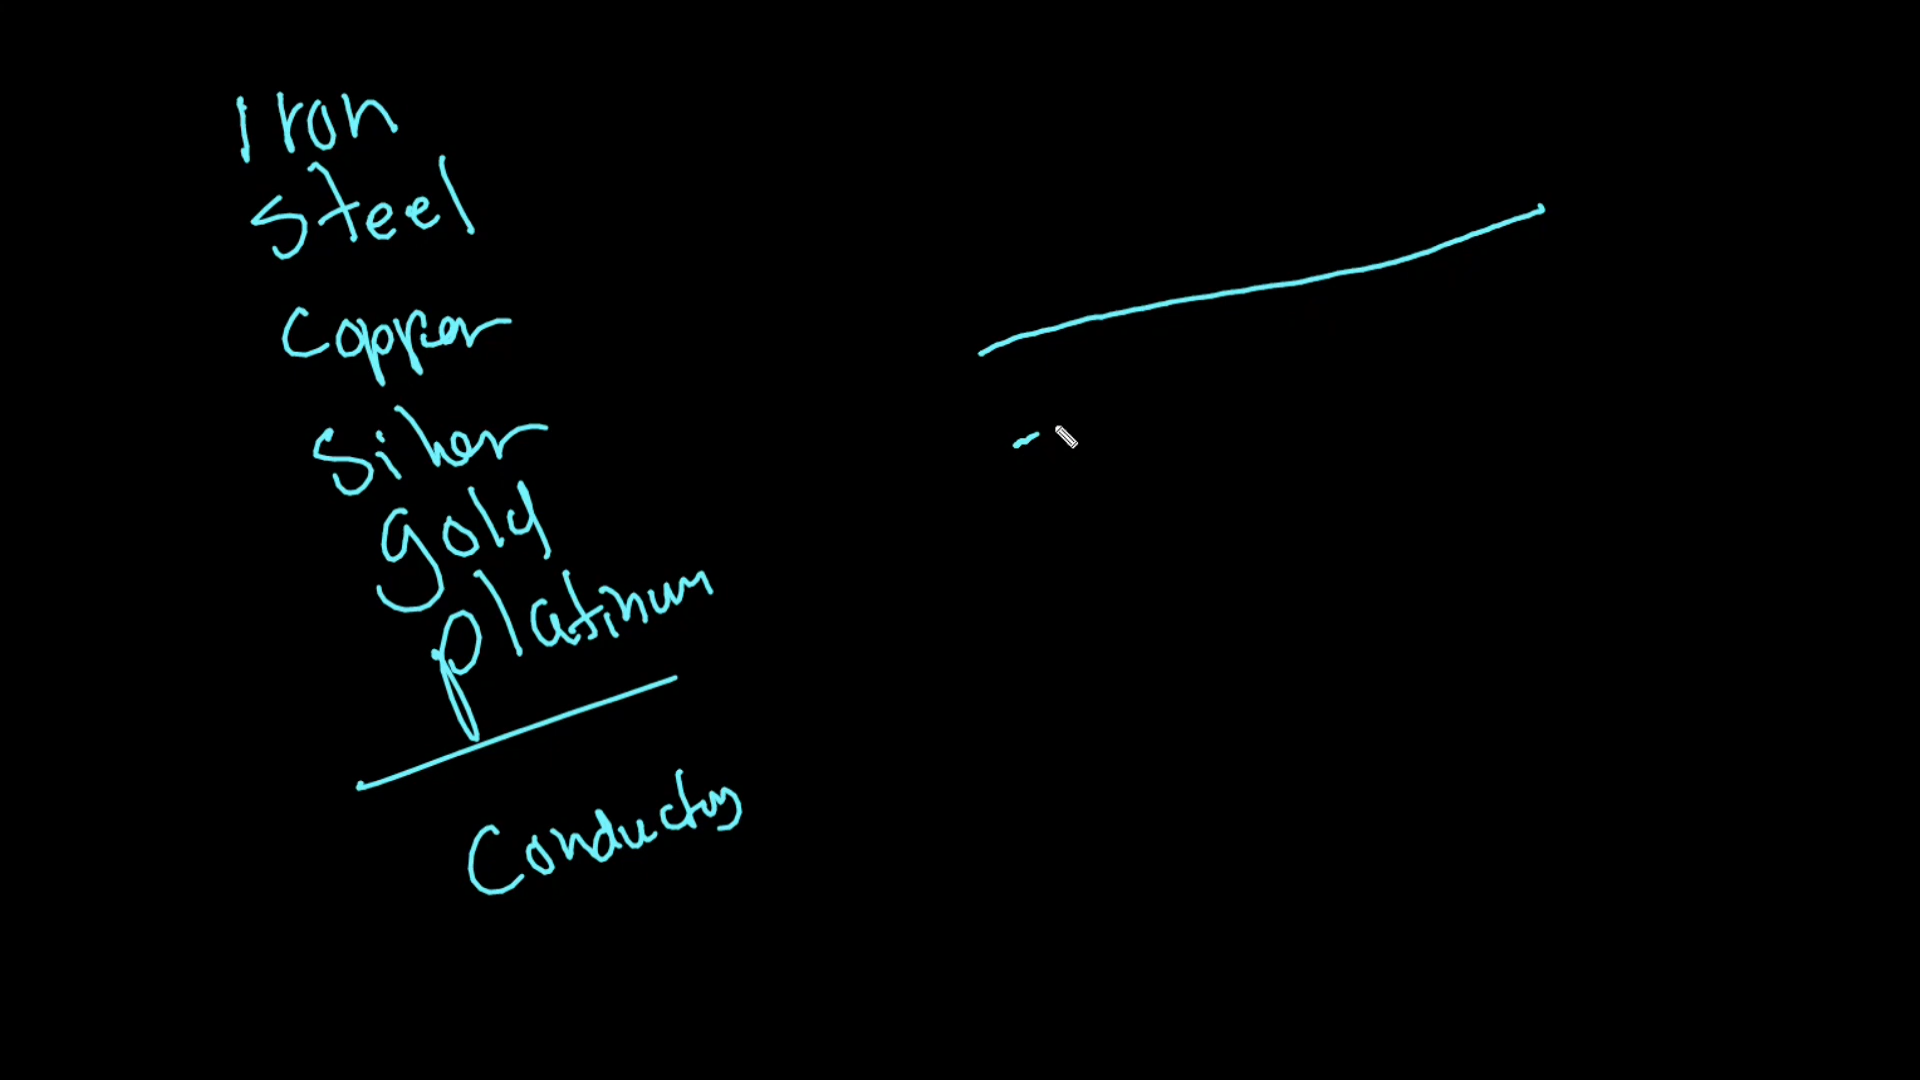 Iron
Steel
Copper
Silver
gold
platinum
Conductors